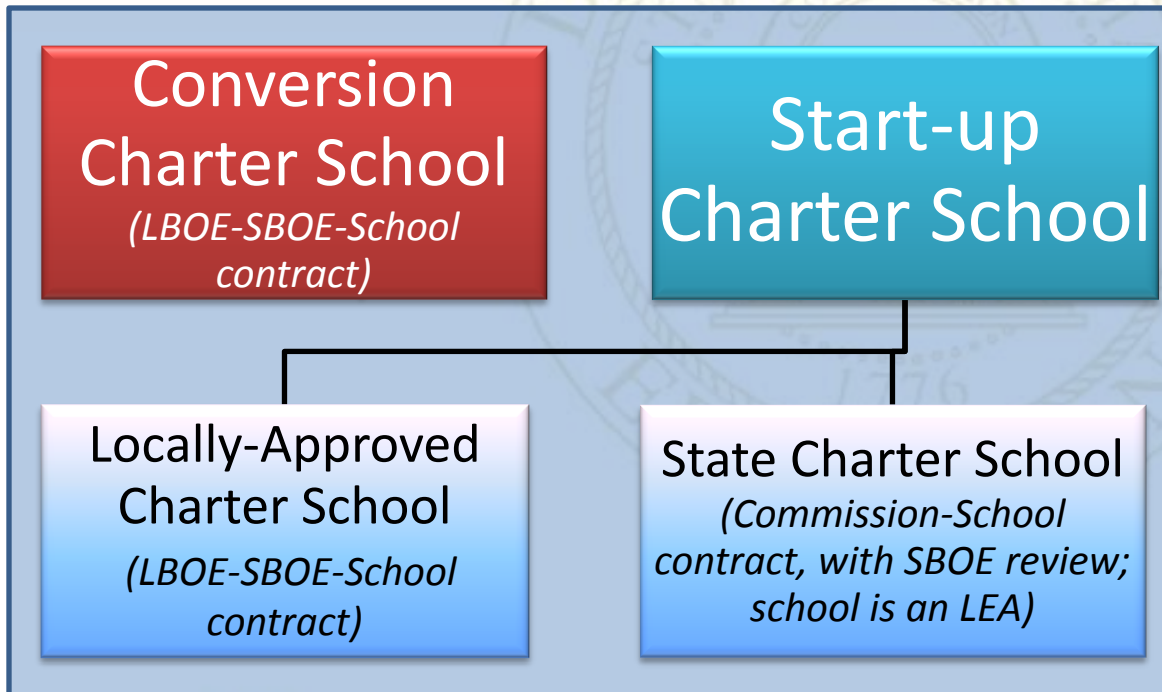 Conversion
Charter School
(LBOE-SBOE-School
contract)
Start-up
Charter School
Locally-Approved
Charter School
(LBOE-SBOE-School
contract)
State Charter School
(Commission-School
contract, with SBOE review;
school is an LEA)
1776